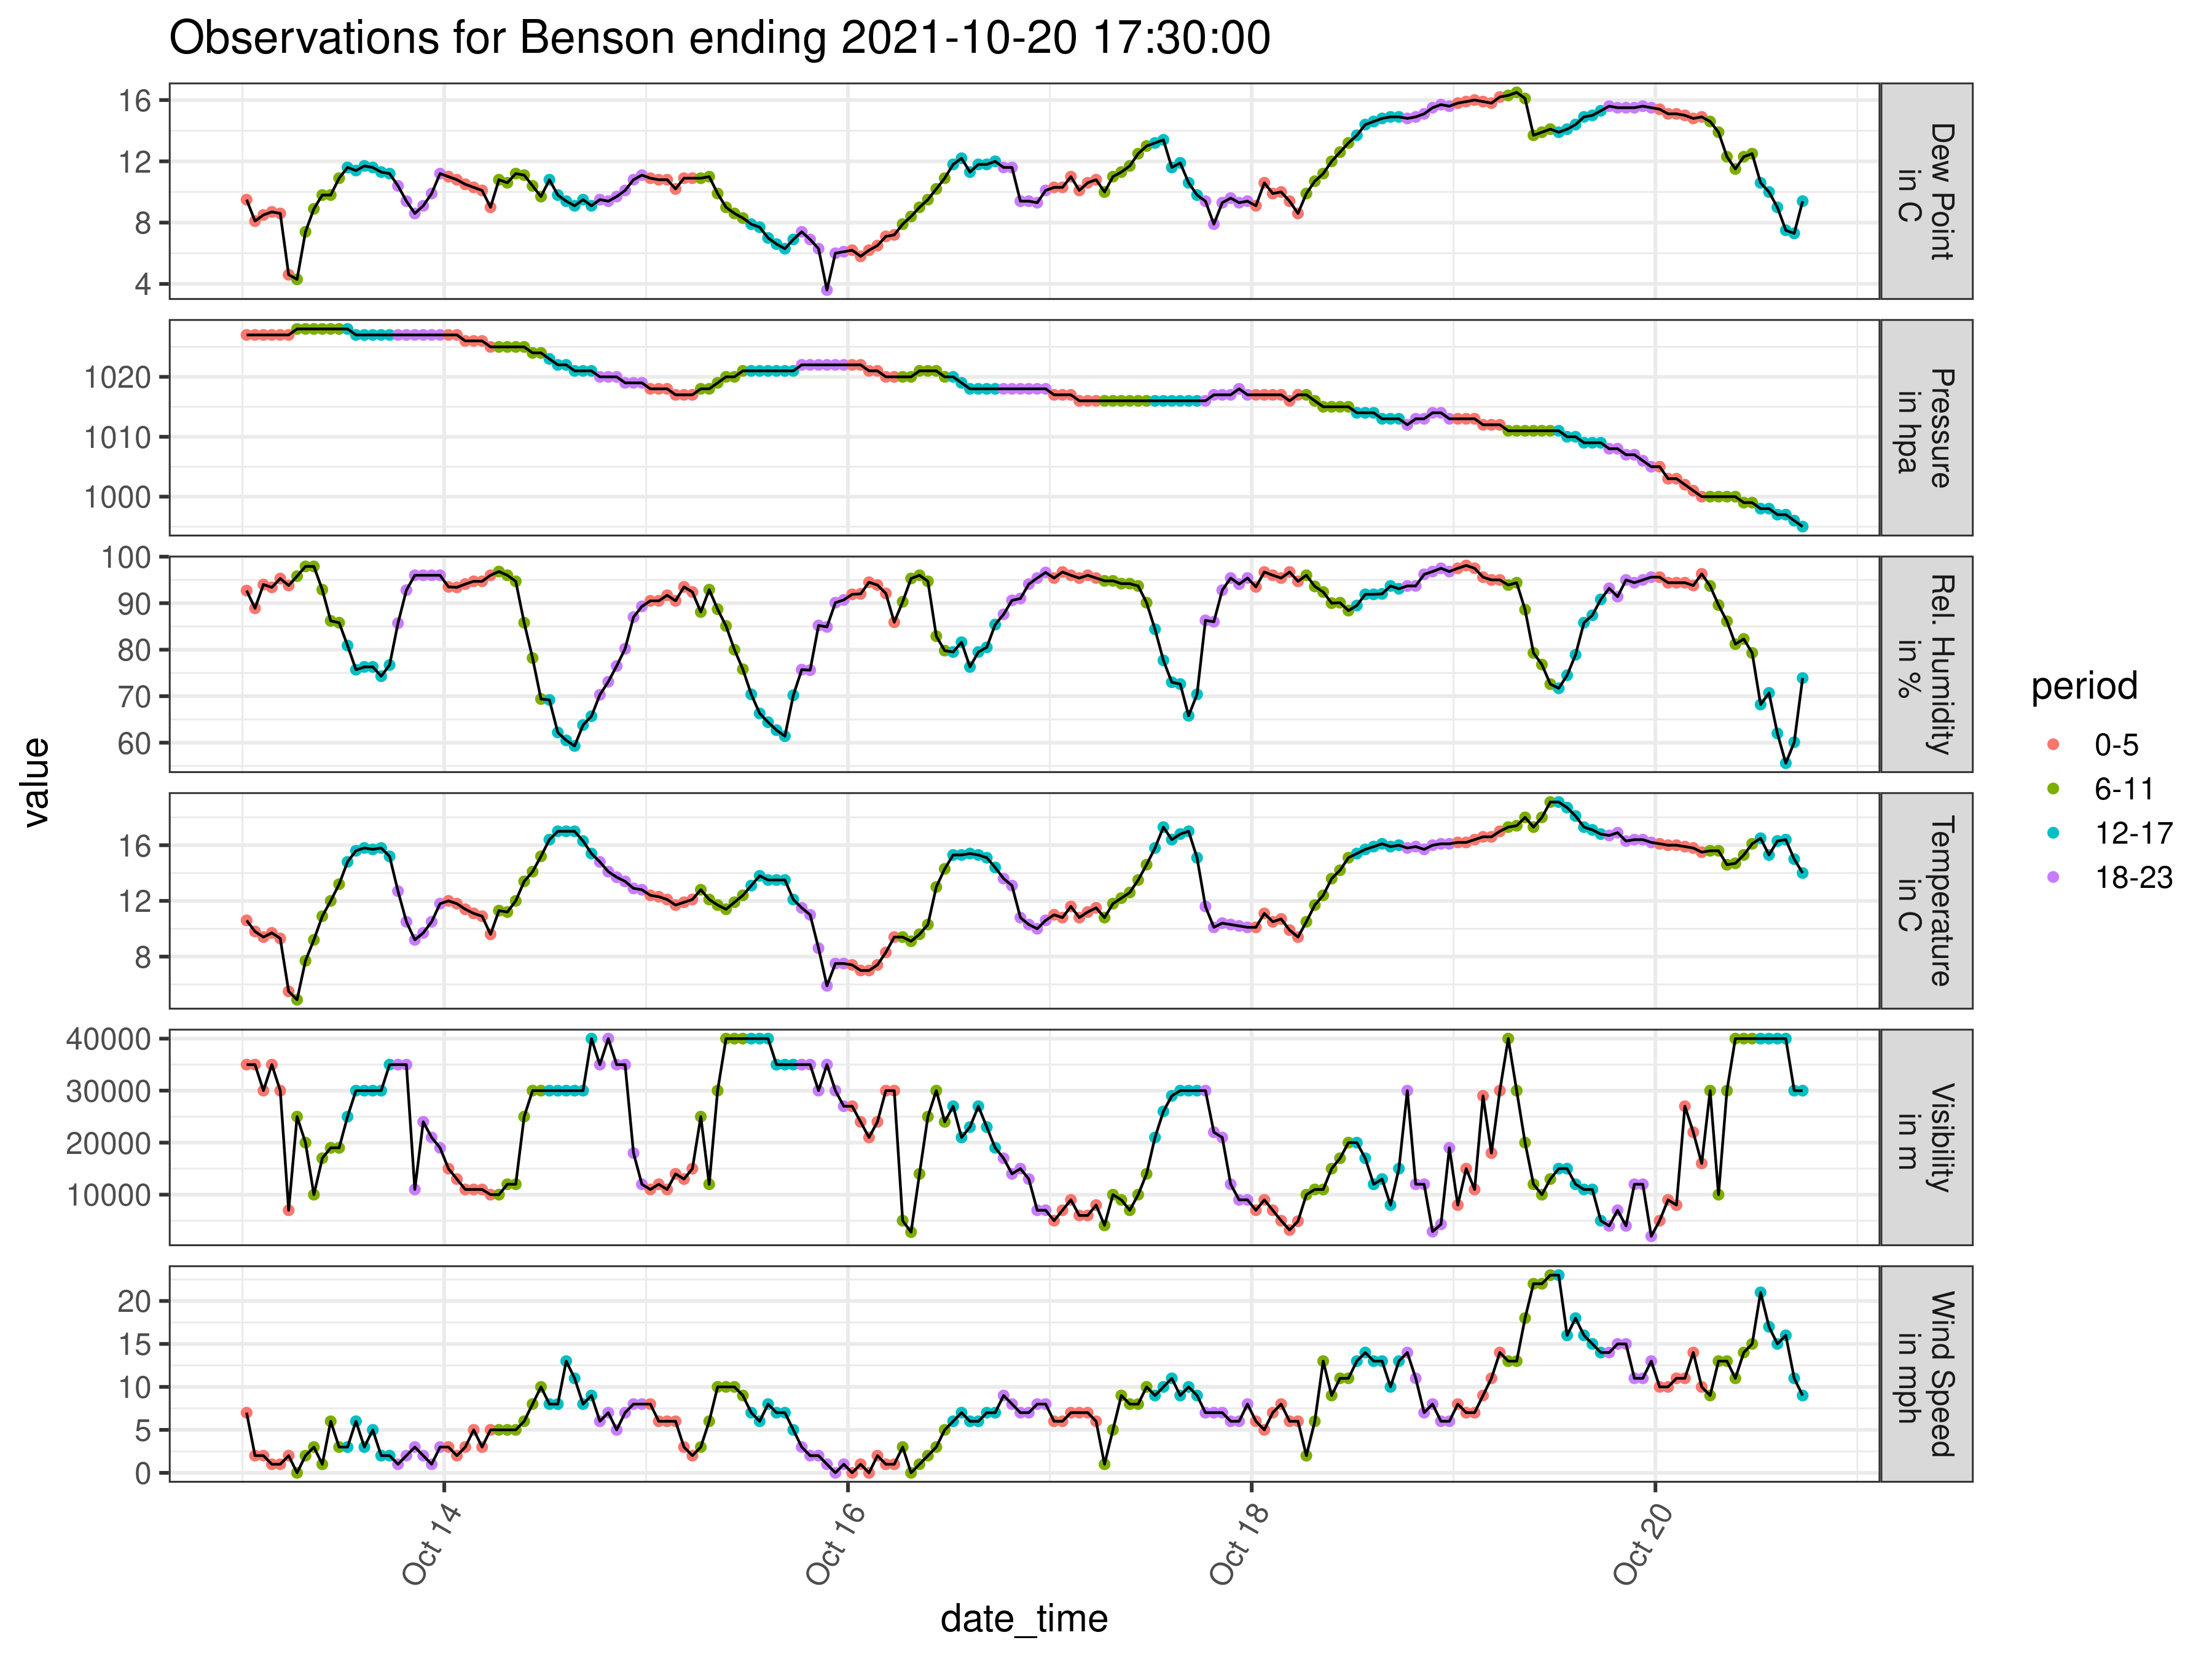 Observations for Benson ending 2021-10-20 17:30:00
value
16
12
8
4
Dew Point
in C
1020
1010
1000
Pressure
in hpa
100
90
80
70
60
Rel. Humidity
in %
16
12
8
Temperature
in C
40000
30000
20000
10000
Visibility
in m
20
15
10
5
0
Wind Speed
in mph
Oct 14
Oct 16
Oct 18
Oct 20
date_time
period
0-5
6-11
12-17
18-23